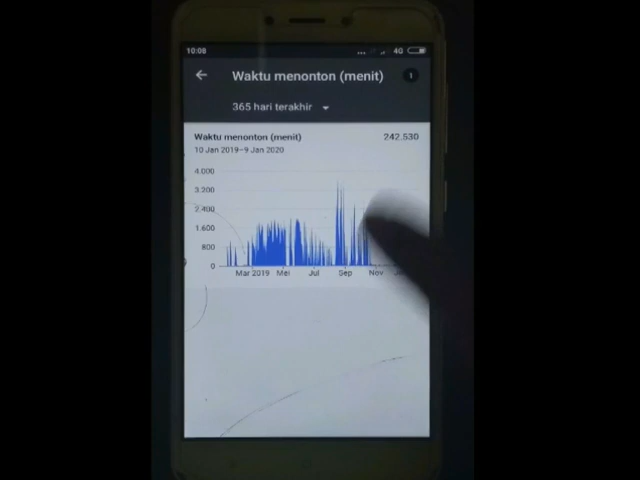 10:08
4G
Waktu menonton (menit)
365 hari terakhir
Waktu menonton (menit) 242.530
10 Jan 2019–9 Jan 2020
4.000
3.200
2.400
1.600
800
0
Mar 2019 Mei Jul Sep Nov